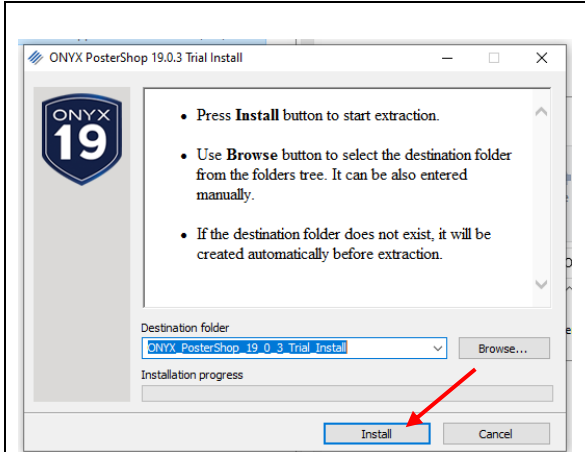 ONYX PosterShop 19.0.3 Trial Install
ONYX
19
• Press Install button to start extraction.
• Use Browse button to select the destination folder
from the folders tree. It can be also entered
manually.
• If the destination folder does not exist, it will be
created automatically before extraction.
Destination folder
ONYX_PosterShop_19_0_3_Trial_Install
Browse...
Installation progress
Install
Cancel